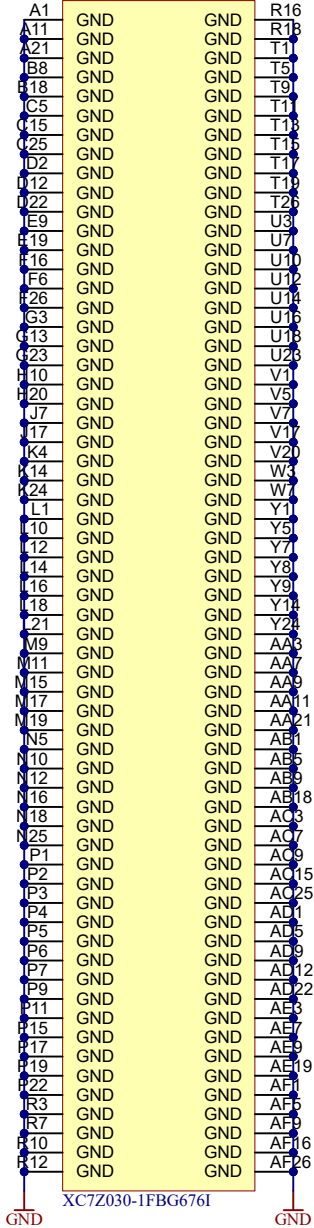 A1 GND GND R16
A11 GND GND R18
A21 GND GND T1
B8 GND GND T5
B18 GND GND T9
C5 GND GND T11
C15 GND GND T13
C25 GND GND T15
D2 GND GND T17
D12 GND GND T19
D22 GND GND T26
E9 GND GND U3
E19 GND GND U7
F16 GND GND U10
F6 GND GND U12
F26 GND GND U14
G3 GND GND U16
G13 GND GND U18
G23 GND GND U23
H10 GND GND V1
H20 GND GND V5
J7 GND GND V7
J17 GND GND V17
K4 GND GND V20
K14 GND GND W3
K24 GND GND W7
L1 GND GND Y1
L10 GND GND Y5
L12 GND GND Y7
L14 GND GND Y8
L16 GND GND Y9
L18 GND GND Y14
L21 GND GND Y24
M9 GND GND AA3
M11 GND GND AA7
M15 GND GND AA9
M17 GND GND AA11
M19 GND GND AA21
N5 GND GND AB1
N10 GND GND AB5
N12 GND GND AB9
N16 GND GND AB18
N18 GND GND AC3
N25 GND GND AC7
P1 GND GND AC9
P2 GND GND AC15
P3 GND GND AC25
P4 GND GND AD1
P5 GND GND AD5
P6 GND GND AD9
P7 GND GND AD12
P9 GND GND AD22
P11 GND GND AE3
P15 GND GND AE7
P17 GND GND AE9
P19 GND GND AE19
P22 GND GND AF1
R3 GND GND AF5
R7 GND GND AF9
R10 GND GND AF16
R12 GND GND AF26
XC7Z030-1FBG676I
GND GND